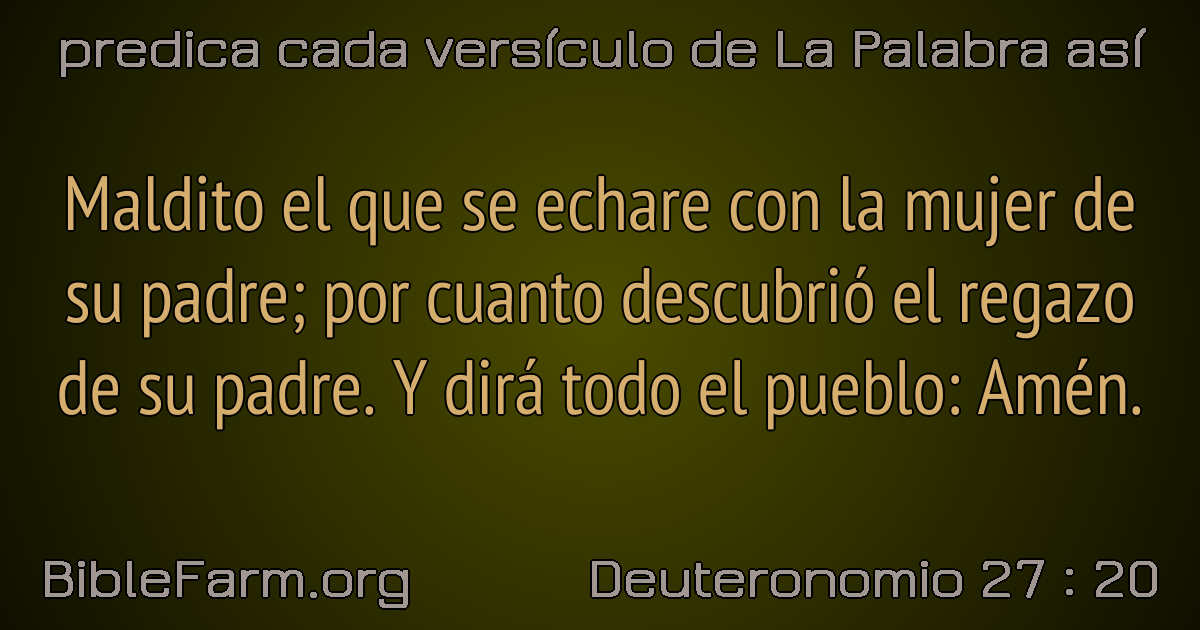 predica cada versículo de La Palabra así
Maldito el que se echare con la mujer de
su padre; por cuanto descubrió el regazo
de su padre. Y dirá todo el pueblo: Amén.
BibleFarm.org
Deuteronomio 27 : 20